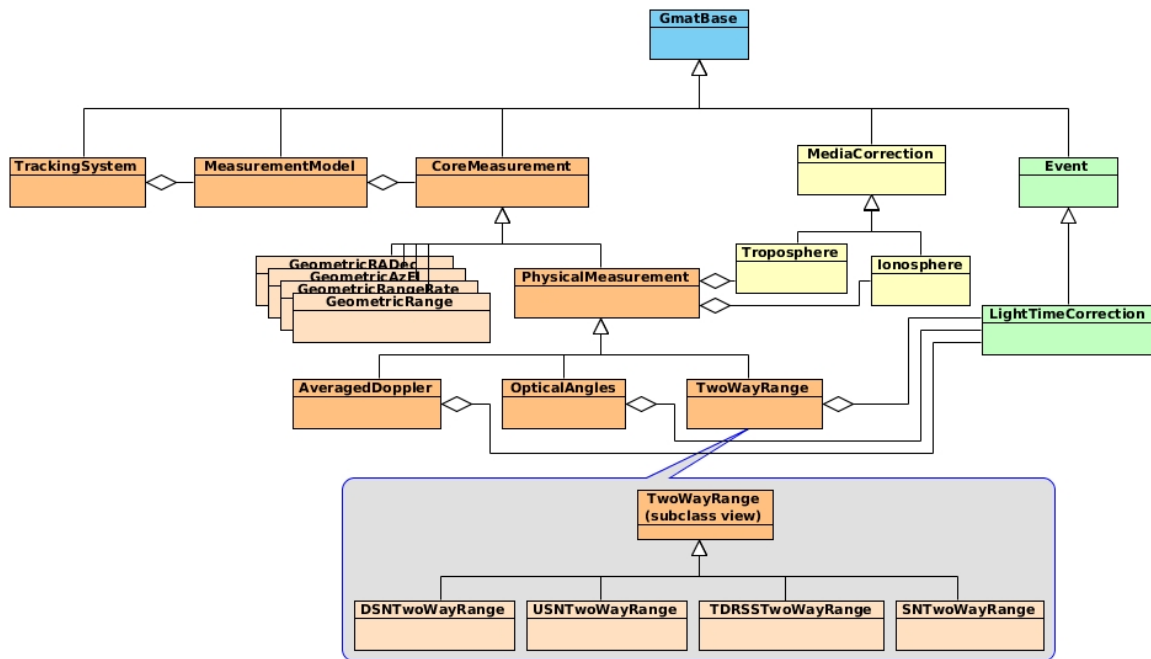 GmatBase
TrackingSystem
MeasurementModel
CoreMeasurement
MediaCorrection
Event
Troposphere
Ionosphere
GeometricRADec
GeometricAzEl
GeometricRangeRate
GeometricRange
PhysicalMeasurement
LightTimeCorrection
AveragedDoppler
OpticalAngles
TwoWayRange
TwoWayRange
(subclass view)
DSNTwoWayRange
USNTwoWayRange
TDRSSTwoWayRange
SNTwoWayRange